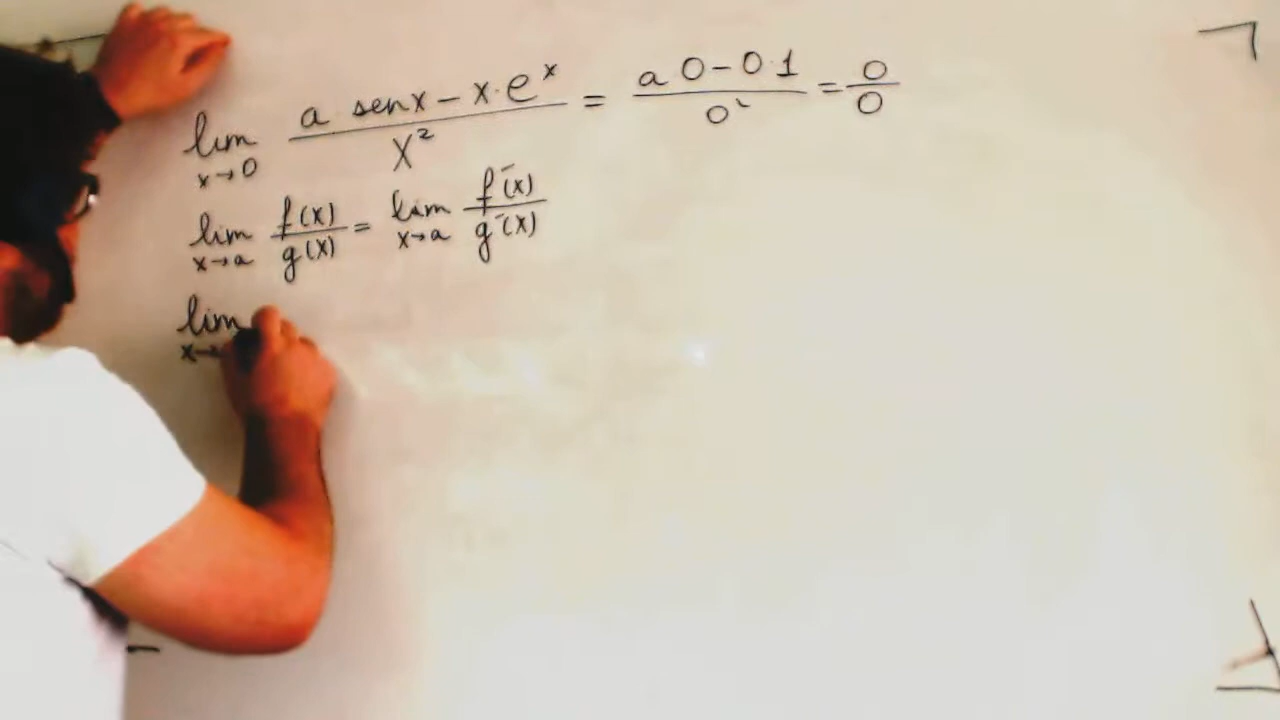 lim x→0 a senx - x·e^x / x² = a 0 - 0·1 / 0² = 0 / 0
lim x→a f(x) / g(x) = lim x→a f'(x) / g'(x)
lim x→